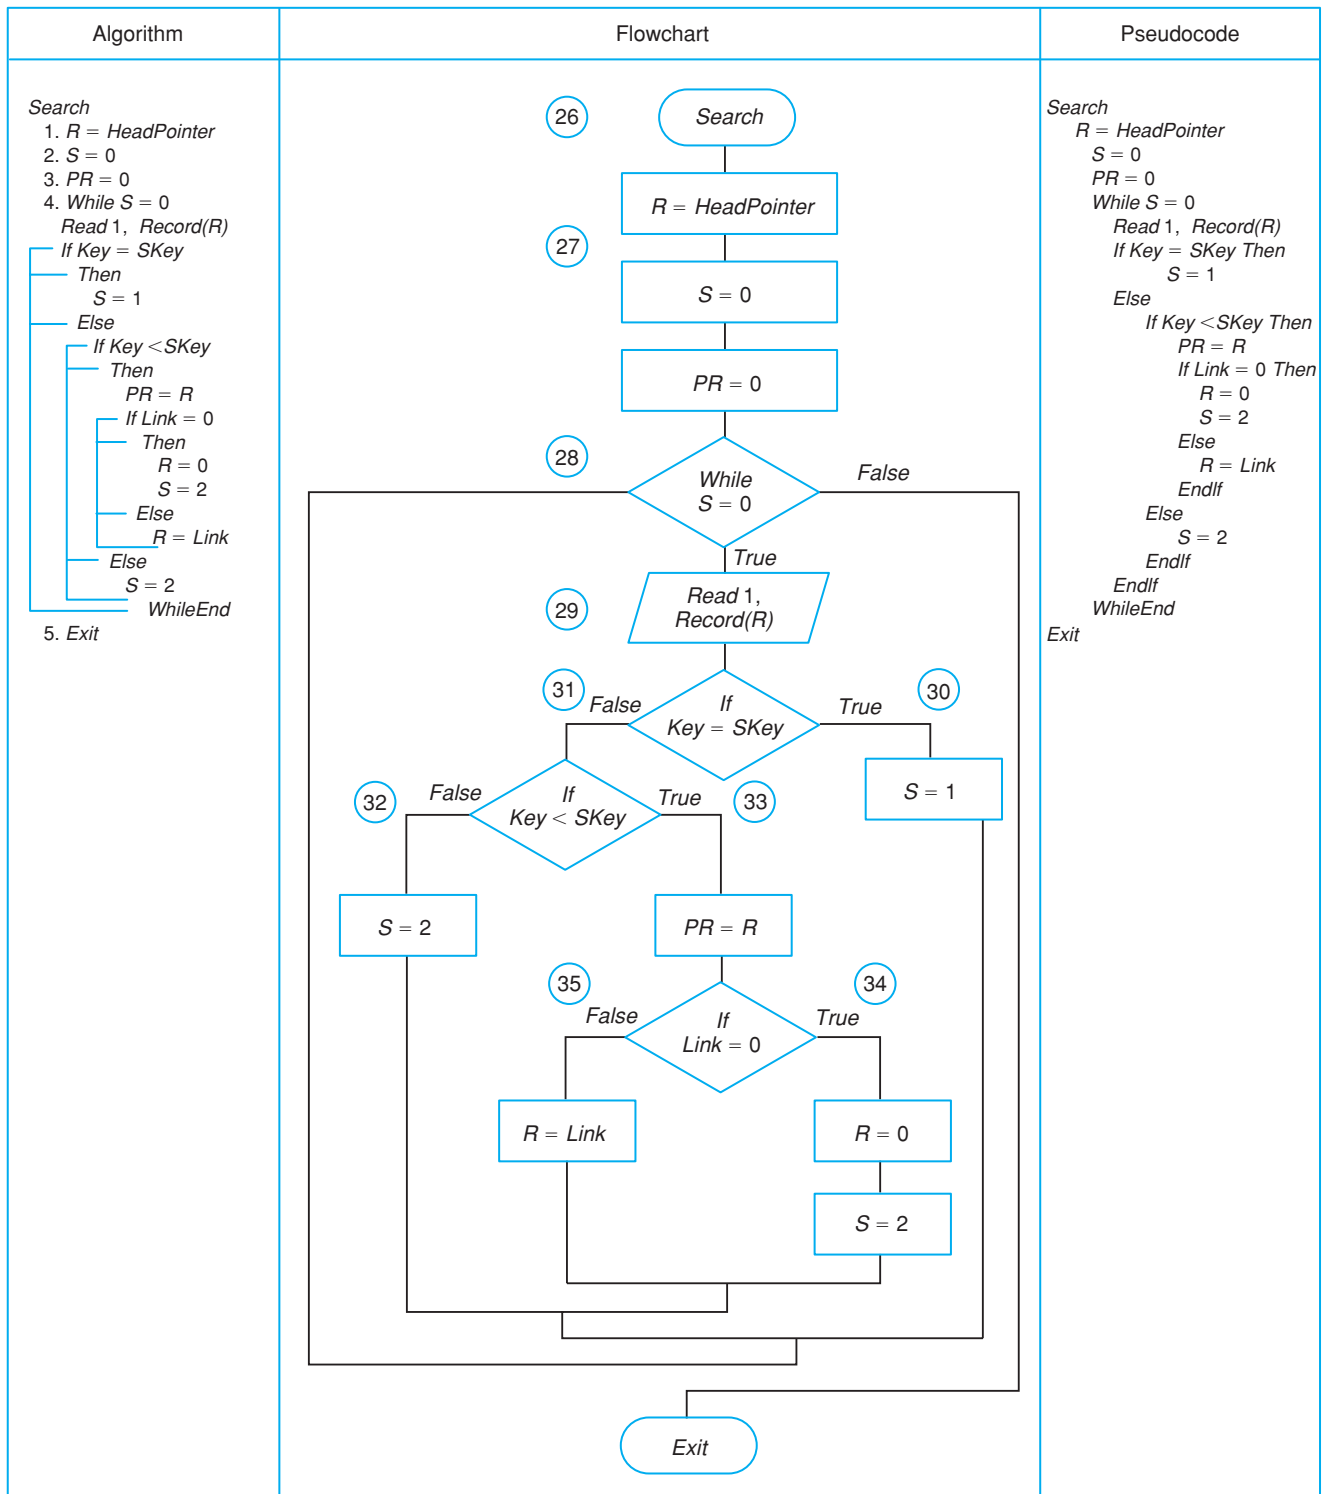 Algorithm
Flowchart
Pseudocode
Search
1. R = HeadPointer
2. S = 0
3. PR = 0
4. While S = 0
Read 1, Record(R)
If Key = SKey
Then
S = 1
Else
If Key <SKey
Then
PR = R
If Link = 0
Then
R = 0
S = 2
Else
R = Link
Else
S = 2
WhileEnd
5. Exit
26
Search
R = HeadPointer
27
S = 0
PR = 0
28
While
S = 0
False
True
29
Read 1,
Record(R)
31
False
If
Key = SKey
True
30
S = 1
32
False
If
Key < SKey
True
33
S = 2
PR = R
35
False
If
Link = 0
True
34
R = Link
R = 0
S = 2
Exit
Search
R = HeadPointer
S = 0
PR = 0
While S = 0
Read 1, Record(R)
If Key = SKey Then
S = 1
Else
If Key <SKey Then
PR = R
If Link = 0 Then
R = 0
S = 2
Else
R = Link
EndIf
Else
S = 2
EndIf
EndIf
WhileEnd
Exit